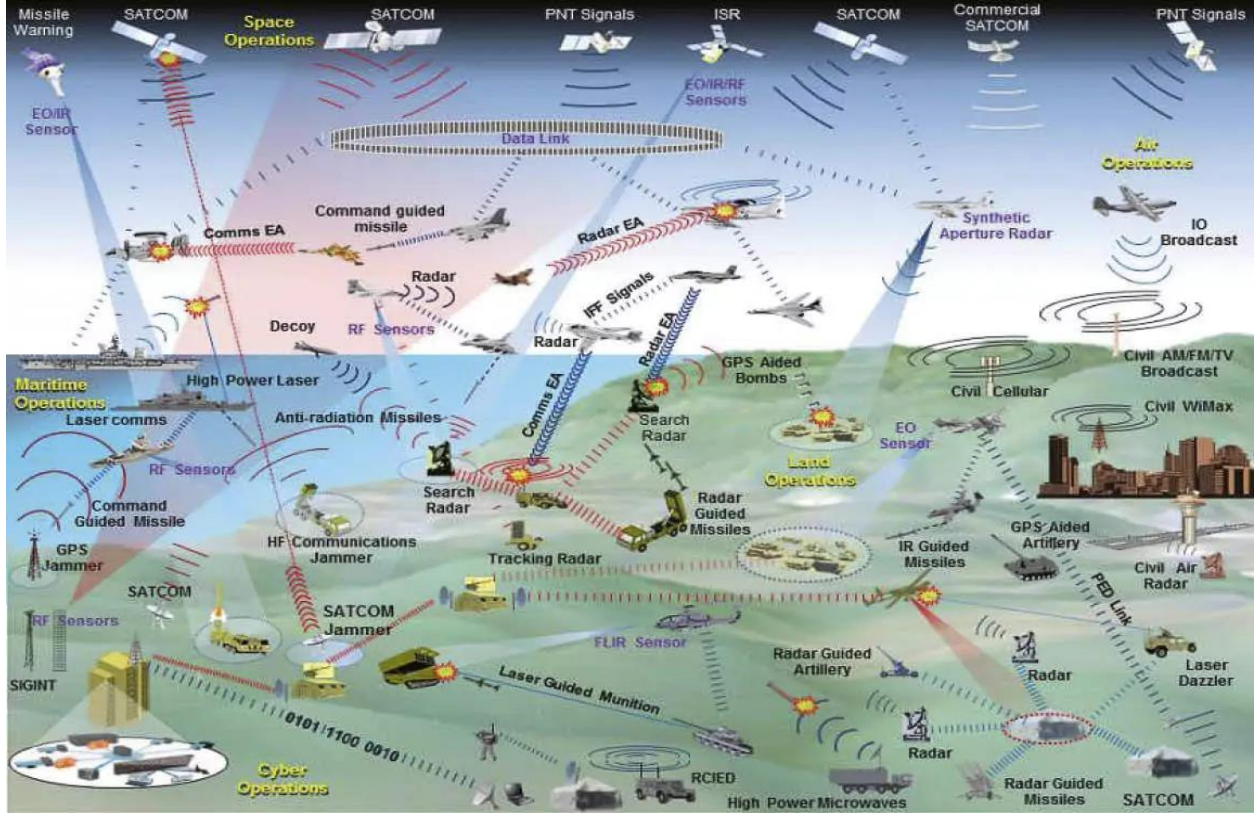 Missile
Warning
SATCOM
Space
Operations
SATCOM
PNT Signals
ISR
SATCOM
Commercial
SATCOM
PNT Signals
EO/IR
Sensor
EO/IR/RF
Sensors
Data Link
Air
Operations
Comms EA
Command guided
missile
Radar EA
Synthetic
Aperture Radar
IO
Broadcast
Radar
RF Sensors
IFF Signals
Radar
Radar EA
Decoy
GPS Aided
Bombs
Civil Cellular
Civil AM/FM/TV
Broadcast
Maritime
Operations
High Power Laser
Laser comms
Anti-radiation Missiles
Comms EA
Search
Radar
EO
Sensor
Civil WiMax
RF Sensors
Land
Operations
Command
Guided Missile
Search
Radar
Radar
Guided
Missiles
GPS
Jammer
HF Communications
Jammer
Tracking Radar
IR Guided
Missiles
GPS Aided
Artillery
Civil Air
Radar
SATCOM
SATCOM
Jammer
PED Link
RF Sensors
FLIR Sensor
SIGINT
Radar Guided
Artillery
Radar
Laser
Dazzler
Laser Guided Munition
0101/1100 0010
Radar
Cyber
Operations
RCIED
High Power Microwaves
Radar Guided
Missiles
SATCOM